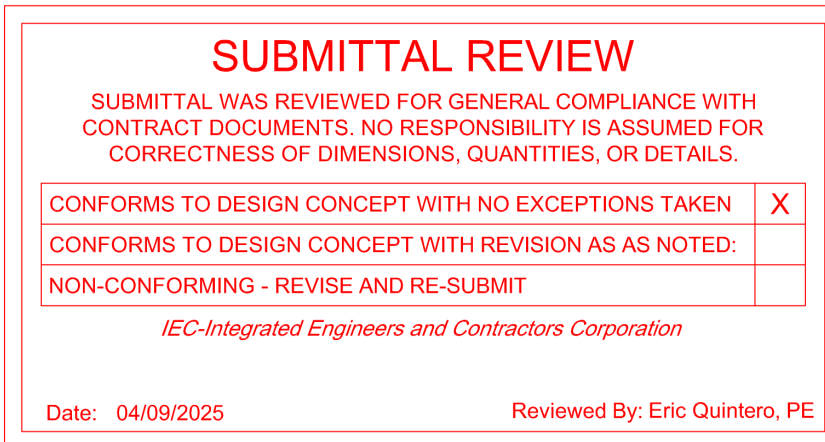 SUBMITTAL REVIEW
SUBMITTAL WAS REVIEWED FOR GENERAL COMPLIANCE WITH
CONTRACT DOCUMENTS. NO RESPONSIBILITY IS ASSUMED FOR
CORRECTNESS OF DIMENSIONS, QUANTITIES, OR DETAILS.
CONFORMS TO DESIGN CONCEPT WITH NO EXCEPTIONS TAKEN X
CONFORMS TO DESIGN CONCEPT WITH REVISION AS AS NOTED:
NON-CONFORMING - REVISE AND RE-SUBMIT
IEC-Integrated Engineers and Contractors Corporation
Date: 04/09/2025 Reviewed By: Eric Quintero, PE